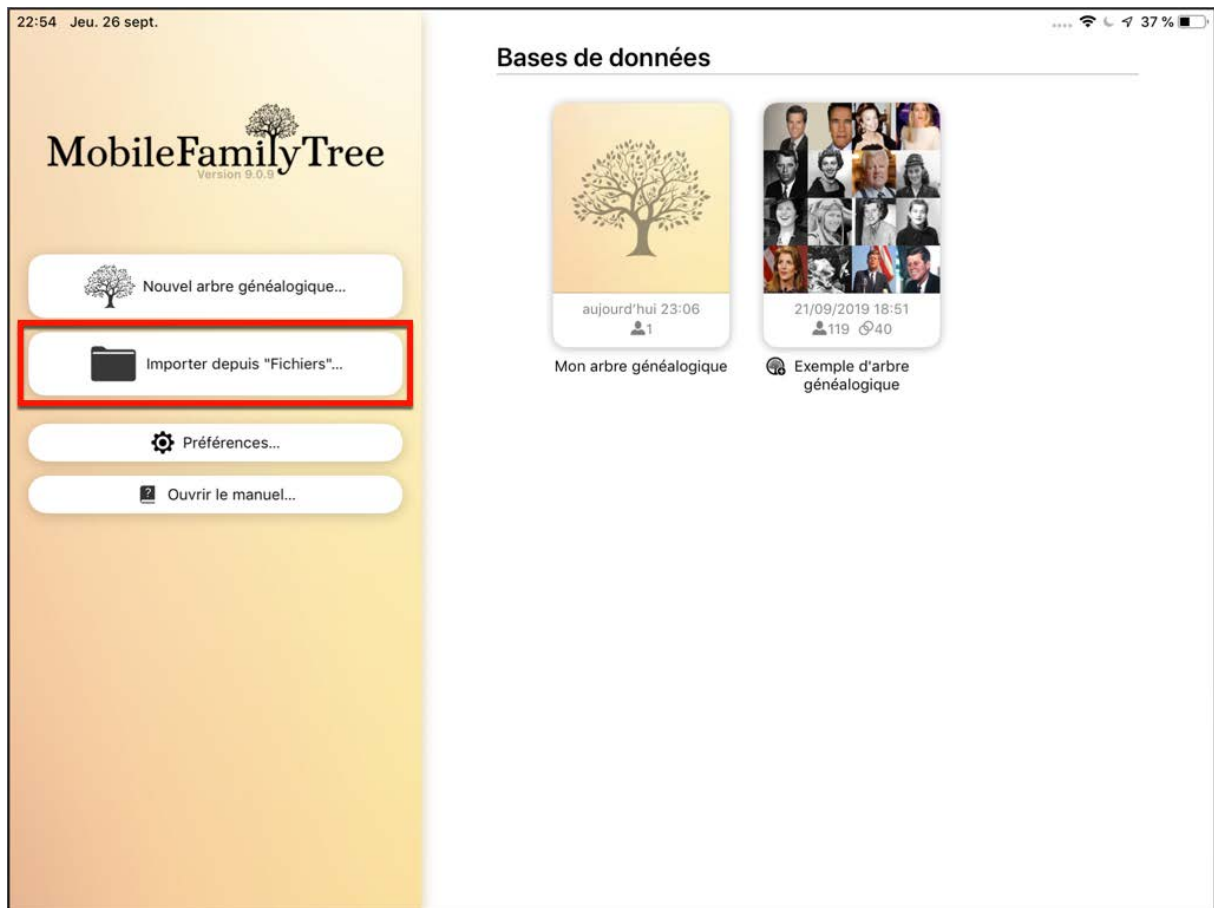 22:54 Jeu. 26 sept.
37 %
MobileFamilyTree
Version 9.0.9
Nouvel arbre généalogique...
Importer depuis "Fichiers"...
Préférences...
Ouvrir le manuel...
Bases de données
aujourd'hui 23:06
1
Mon arbre généalogique
21/09/2019 18:51
119 40
Exemple d'arbre
généalogique